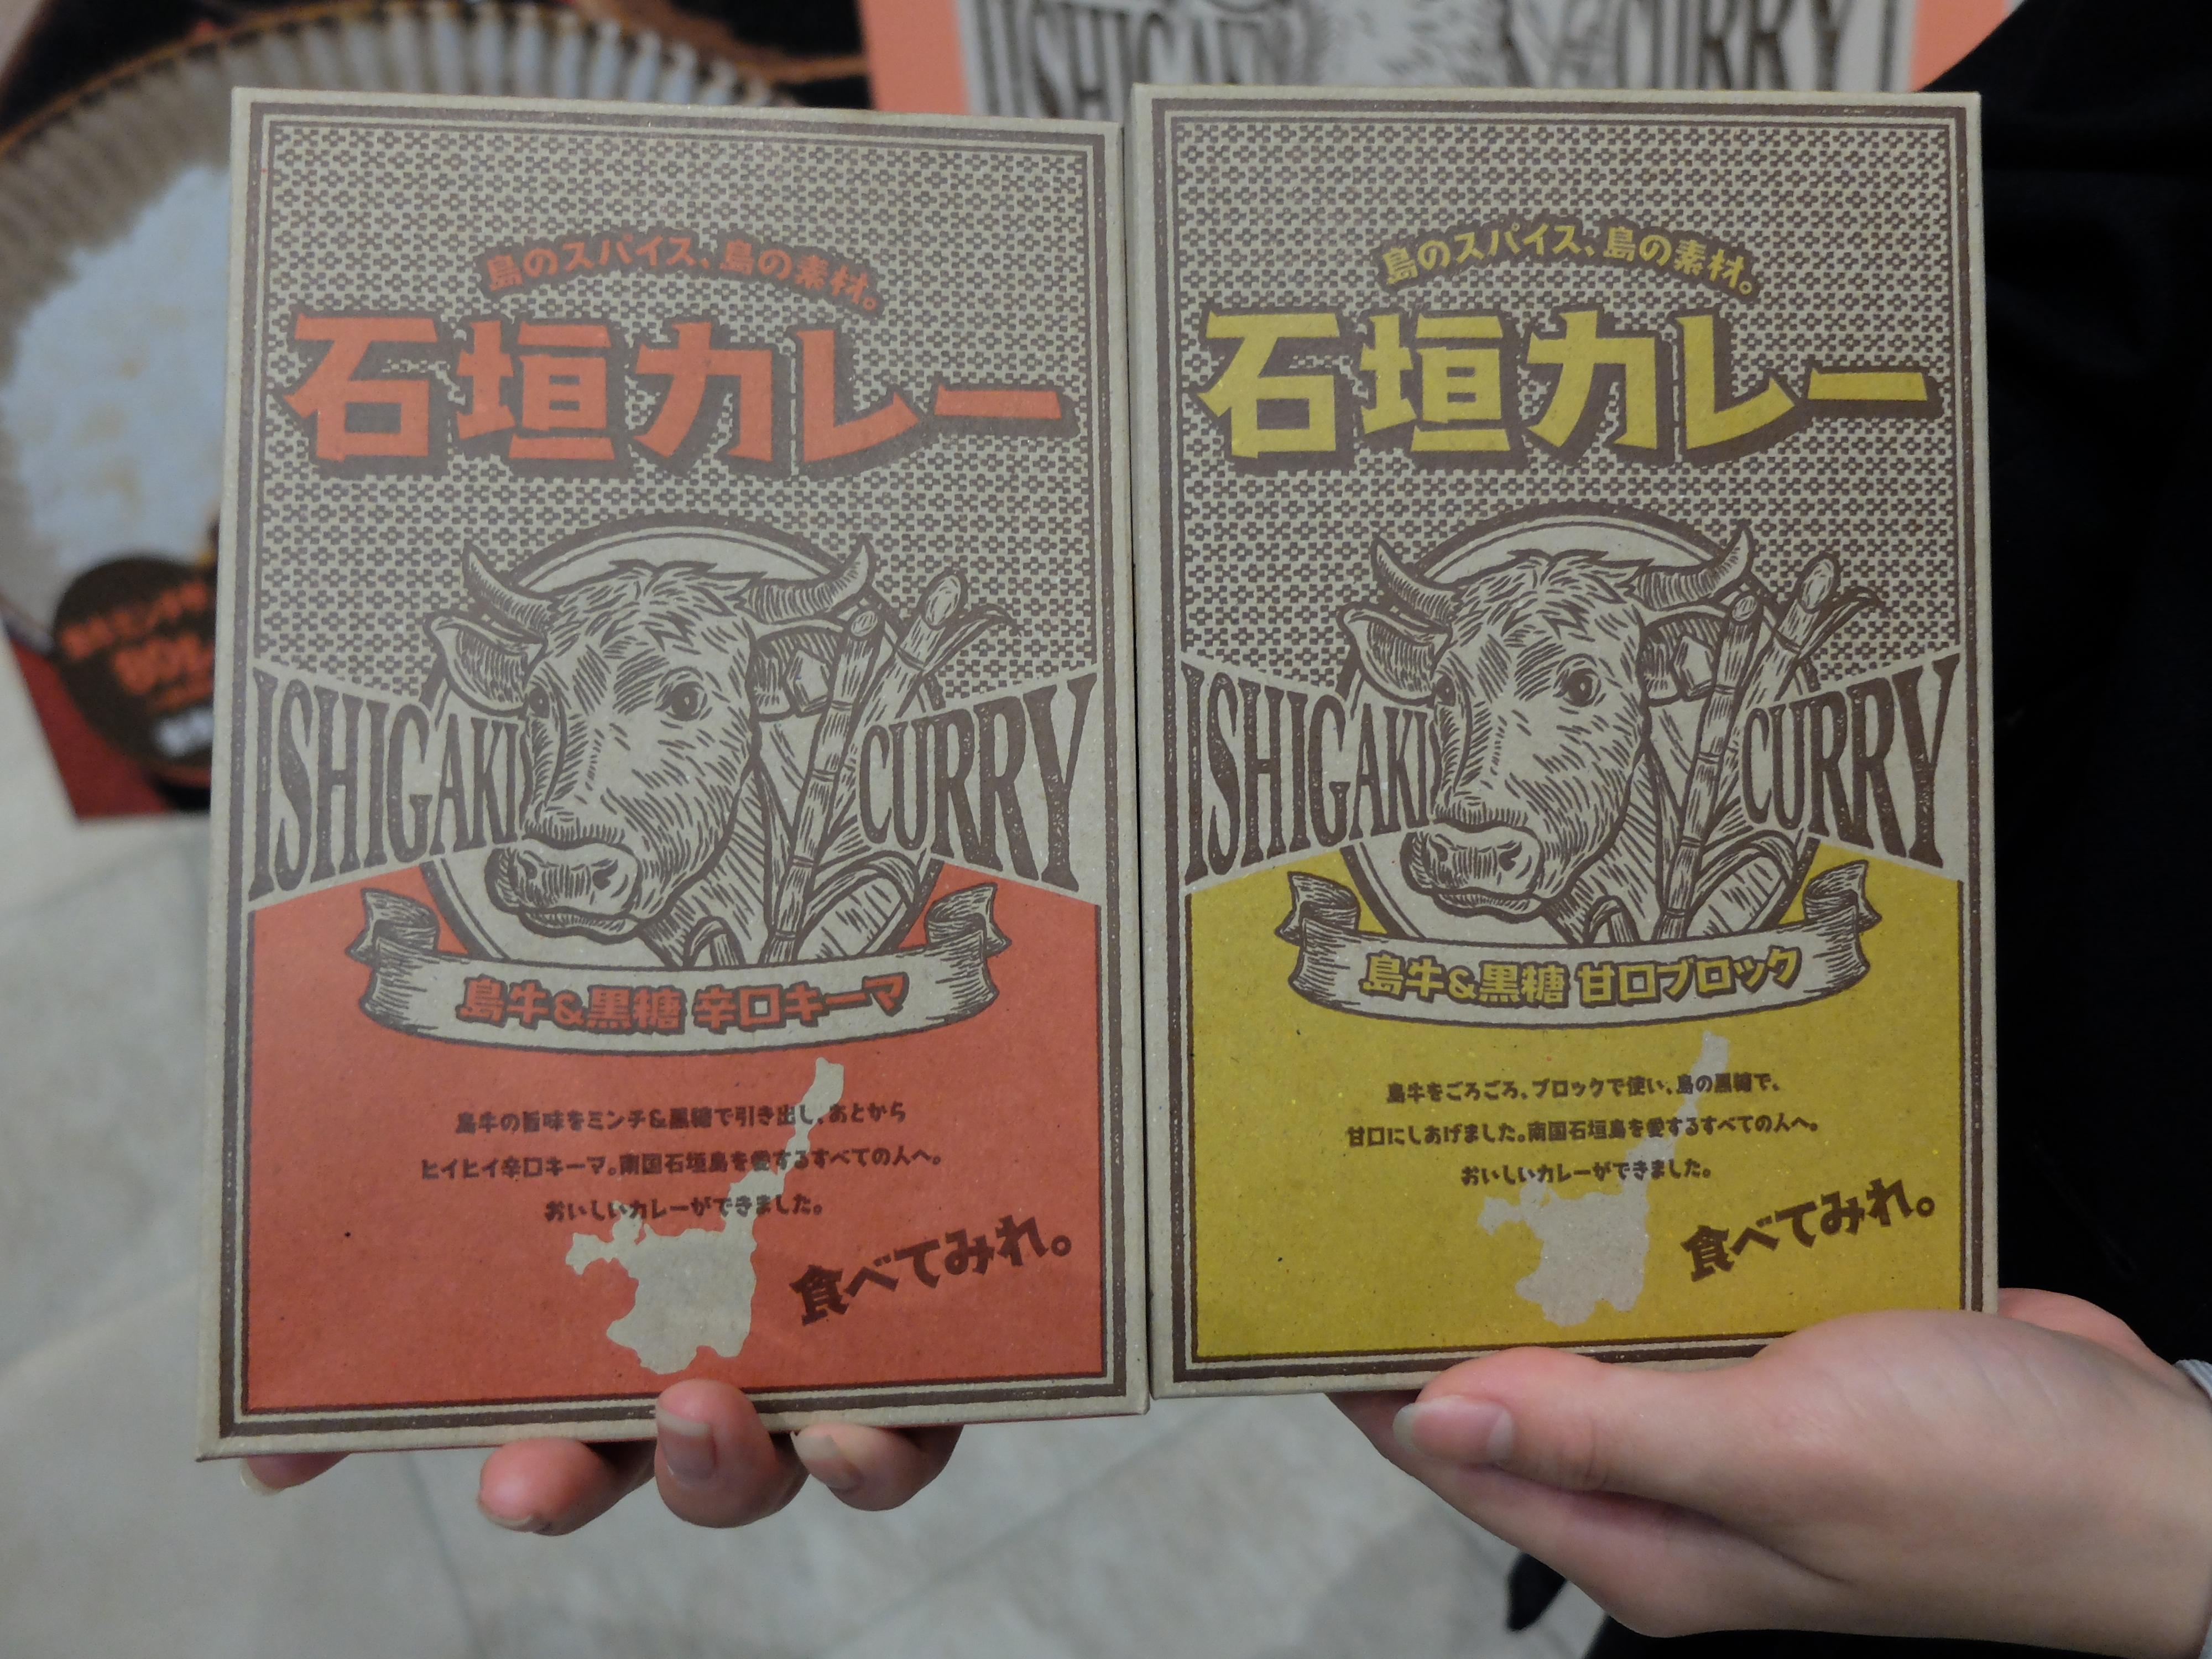 ISHIGAKI CURRY
島のスパイス、島の素材。
石垣カレー
ISHIGAKI CURRY
島牛&黒糖 辛口キーマ
島牛の旨味をミンチ&黒糖で引き出し、あとから
ヒイヒイ辛口キーマ。南国石垣島を愛するすべての人へ。
おいしいカレーができました。
食べてみれ。
島のスパイス、島の素材。
石垣カレー
ISHIGAKI CURRY
島牛&黒糖 甘口ブロック
島牛をごろごろ、ブロックで使い、島の黒糖で、
甘口にしあげました。南国石垣島を愛するすべての人へ。
おいしいカレーができました。
食べてみれ。